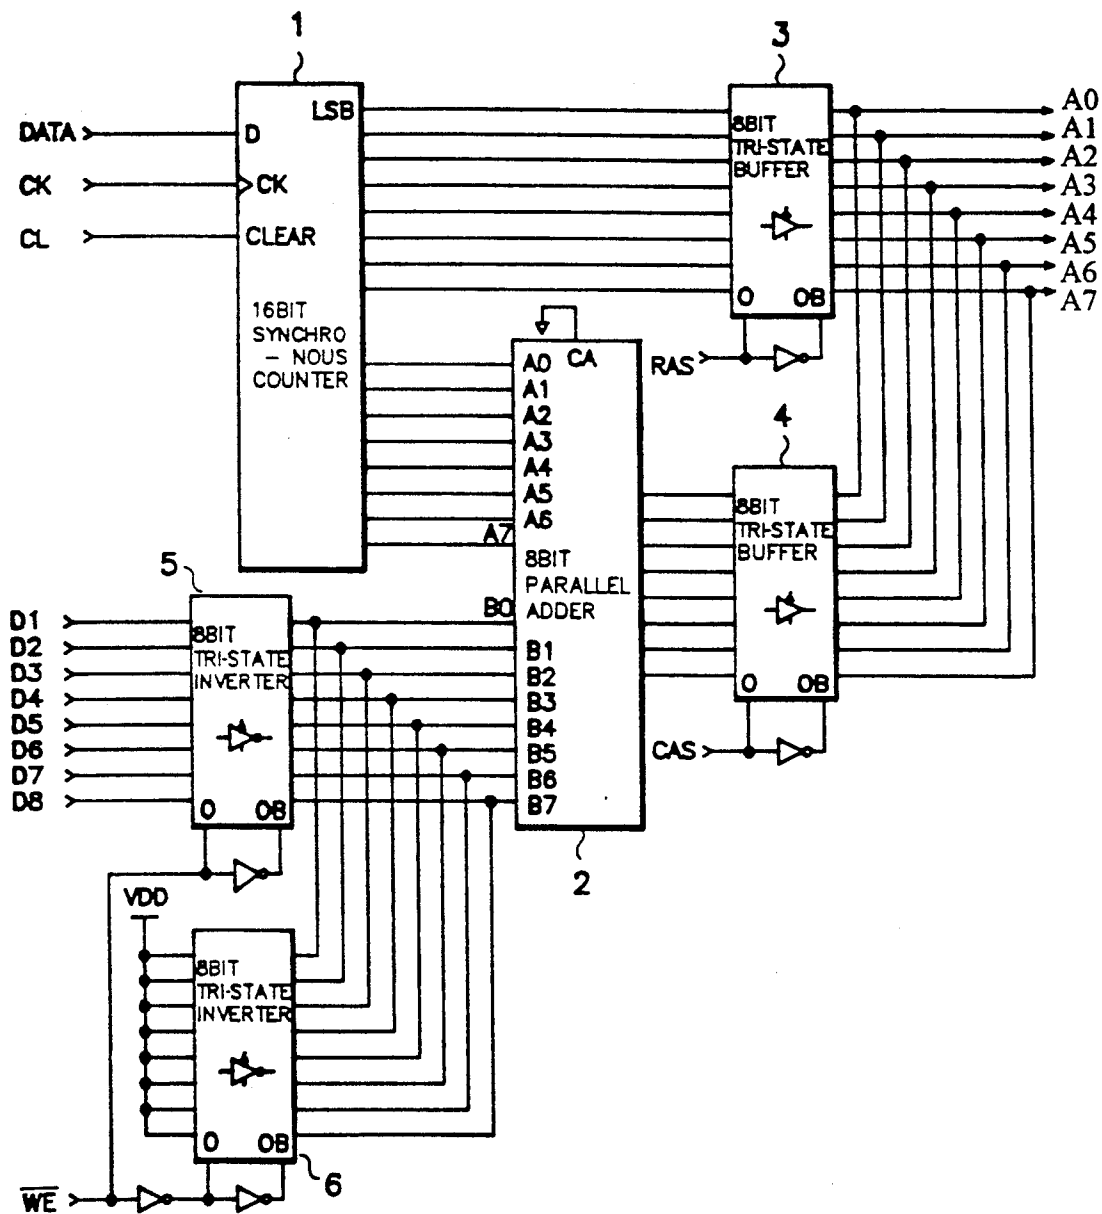 1
3
LSB
DATA
D
CK
CK
CL
CLEAR
16BIT
SYNCHRO
- NOUS
COUNTER
8BIT
TRI-STATE
BUFFER
O
OB
A0
A1
A2
A3
A4
A5
A6
A7
RAS
CA
A0
A1
A2
A3
A4
A5
A6
A7
8BIT
PARALLEL
ADDER
B0
B1
B2
B3
B4
B5
B6
B7
2
4
8BIT
TRI-STATE
BUFFER
O
OB
CAS
5
D1
D2
D3
D4
D5
D6
D7
D8
8BIT
TRI-STATE
INVERTER
O
OB
VDD
8BIT
TRI-STATE
INVERTER
O
OB
6
WE